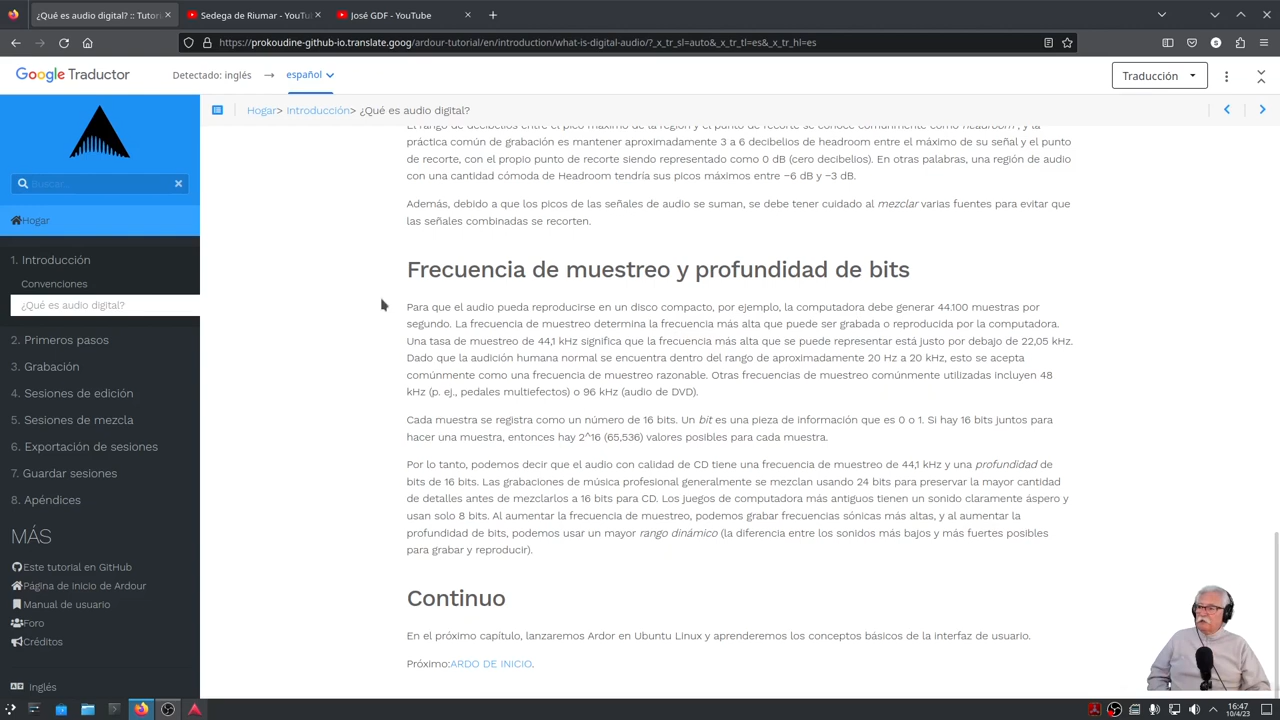 ¿Qué es audio digital? :: Tutori
Sedega de Riumar - YouTu
José GDF - YouTube
https://prokoudine-github-io.translate.goog/ardour-tutorial/en/introduction/what-is-digital-audio/?_x_tr_sl=auto&_x_tr_tl=es&_x_tr_hl=es
Google Traductor
Detectado: inglés
español
Traducción
Hogar> Introducción> ¿Qué es audio digital?
Buscar...
Hogar
1. Introducción
Convenciones
¿Qué es audio digital?
2. Primeros pasos
3. Grabación
4. Sesiones de edición
5. Sesiones de mezcla
6. Exportación de sesiones
7. Guardar sesiones
8. Apéndices
MÁS
Este tutorial en GitHub
Página de inicio de Ardour
Manual de usuario
Foro
Créditos
Inglés
El rango de decibelios entre el pico máximo de la región y el punto de recorte se conoce comúnmente como headroom , y la
práctica común de grabación es mantener aproximadamente 3 a 6 decibelios de headroom entre el máximo de su señal y el punto
de recorte, con el propio punto de recorte siendo representado como 0 dB (cero decibelios). En otras palabras, una región de audio
con una cantidad cómoda de Headroom tendría sus picos máximos entre −6 dB y −3 dB.
Además, debido a que los picos de las señales de audio se suman, se debe tener cuidado al mezclar varias fuentes para evitar que
las señales combinadas se recorten.
Frecuencia de muestreo y profundidad de bits
Para que el audio pueda reproducirse en un disco compacto, por ejemplo, la computadora debe generar 44.100 muestras por
segundo. La frecuencia de muestreo determina la frecuencia más alta que puede ser grabada o reproducida por la computadora.
Una tasa de muestreo de 44,1 kHz significa que la frecuencia más alta que se puede representar está justo por debajo de 22,05 kHz.
Dado que la audición humana normal se encuentra dentro del rango de aproximadamente 20 Hz a 20 kHz, esto se acepta
comúnmente como una frecuencia de muestreo razonable. Otras frecuencias de muestreo comúnmente utilizadas incluyen 48
kHz (p. ej., pedales multiefectos) o 96 kHz (audio de DVD).
Cada muestra se registra como un número de 16 bits. Un bit es una pieza de información que es 0 o 1. Si hay 16 bits juntos para
hacer una muestra, entonces hay 2^16 (65,536) valores posibles para cada muestra.
Por lo tanto, podemos decir que el audio con calidad de CD tiene una frecuencia de muestreo de 44,1 kHz y una profundidad de
bits de 16 bits. Las grabaciones de música profesional generalmente se mezclan usando 24 bits para preservar la mayor cantidad
de detalles antes de mezclarlos a 16 bits para CD. Los juegos de computadora más antiguos tienen un sonido claramente áspero y
usan solo 8 bits. Al aumentar la frecuencia de muestreo, podemos grabar frecuencias sónicas más altas, y al aumentar la
profundidad de bits, podemos usar un mayor rango dinámico (la diferencia entre los sonidos más bajos y más fuertes posibles
para grabar y reproducir).
Continuo
En el próximo capítulo, lanzaremos Ardor en Ubuntu Linux y aprenderemos los conceptos básicos de la interfaz de usuario.
Próximo:ARDO DE INICIO.
16:47
10/4/23